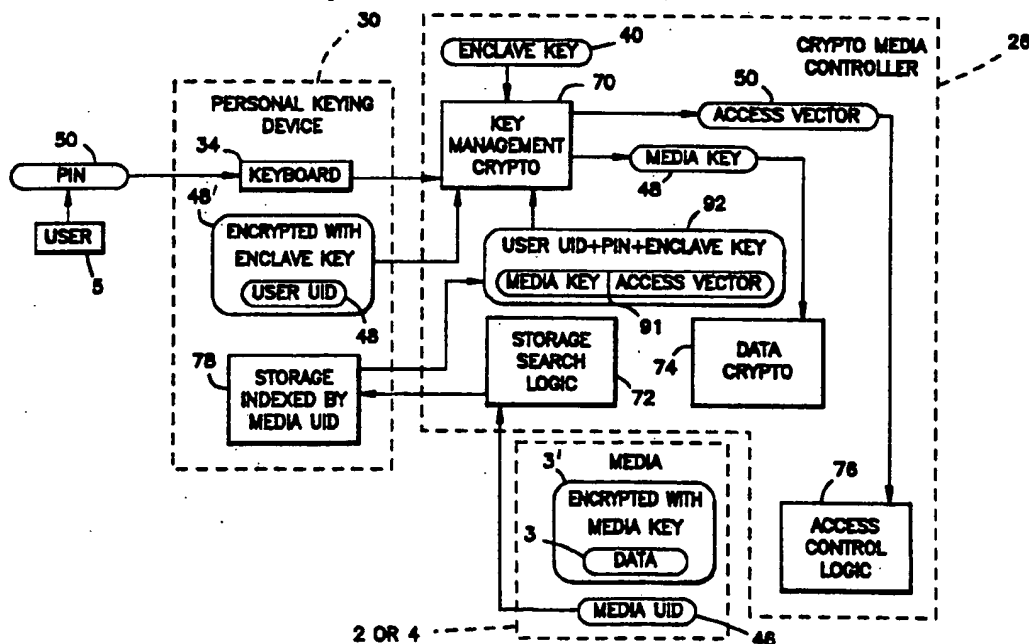 30
40
ENCLAVE KEY
CRYPTO MEDIA
CONTROLLER
26
70
PERSONAL KEYING
DEVICE
KEY
MANAGEMENT
CRYPTO
50
ACCESS VECTOR
50
PIN
34
KEYBOARD
MEDIA KEY
48
48'
USER
5
ENCRYPTED WITH
ENCLAVE KEY
USER UID
48
92
USER UID+PIN+ENCLAVE KEY
MEDIA KEY
ACCESS VECTOR
91
78
STORAGE
INDEXED BY
MEDIA UID
STORAGE
SEARCH
LOGIC
72
74
DATA
CRYPTO
MEDIA
3'
ENCRYPTED WITH
MEDIA KEY
3
DATA
76
ACCESS
CONTROL
LOGIC
MEDIA UID
2 OR 4
46